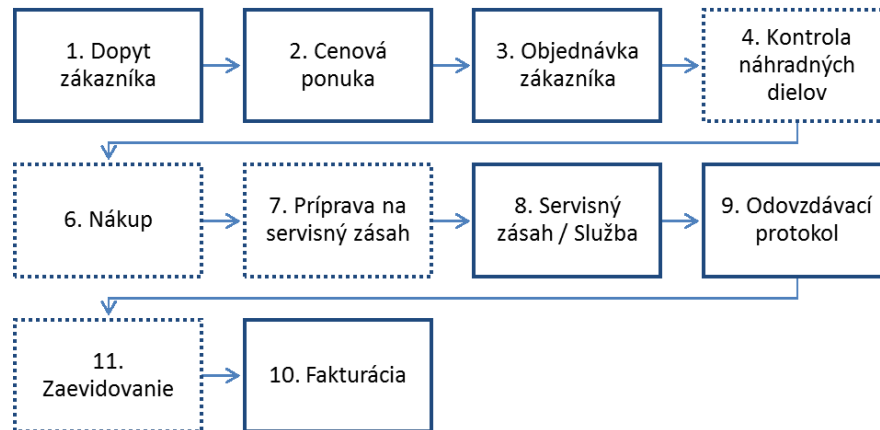 1. Dopyt
zákazníka
2. Cenová
ponuka
3. Objednávka
zákazníka
4. Kontrola
náhradných
dielov
6. Nákup
7. Príprava na
servisný zásah
8. Servisný
zásah / Služba
9. Odovzdávací
protokol
11.
Zaevidovanie
10. Fakturácia